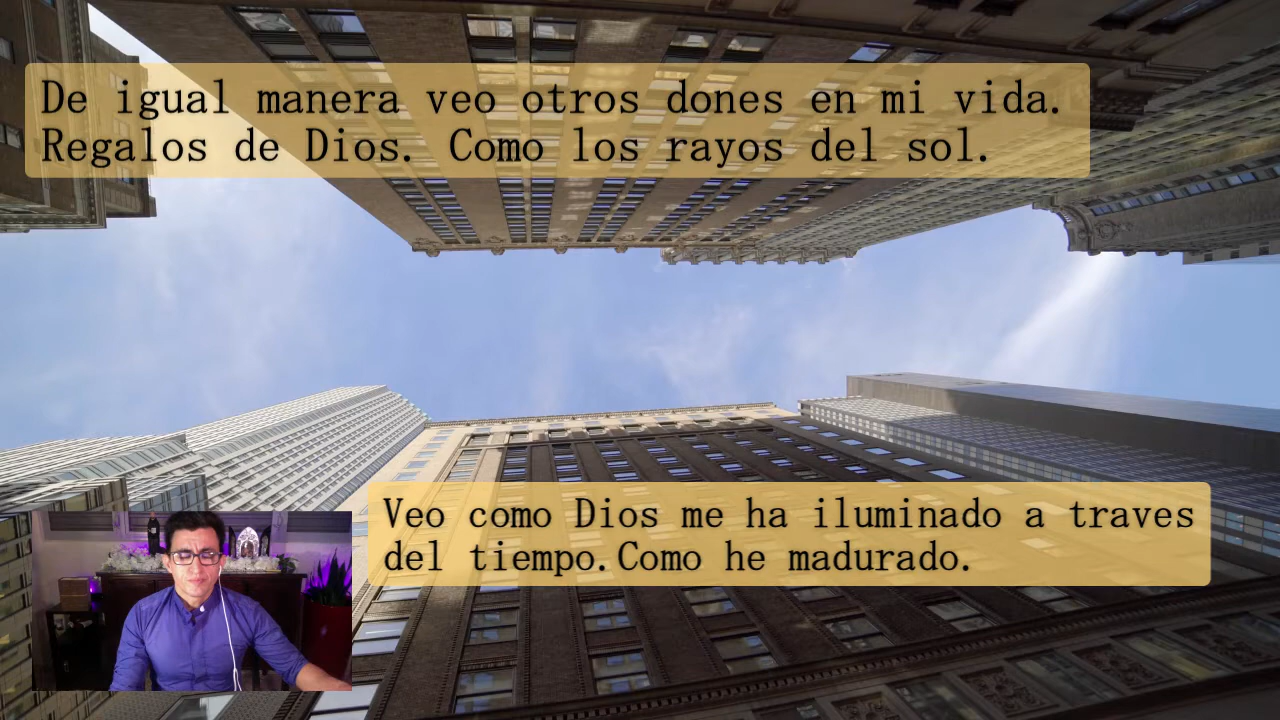 De igual manera veo otros dones en mi vida.
Regalos de Dios. Como los rayos del sol.
Veo como Dios me ha iluminado a traves
del tiempo.Como he madurado.